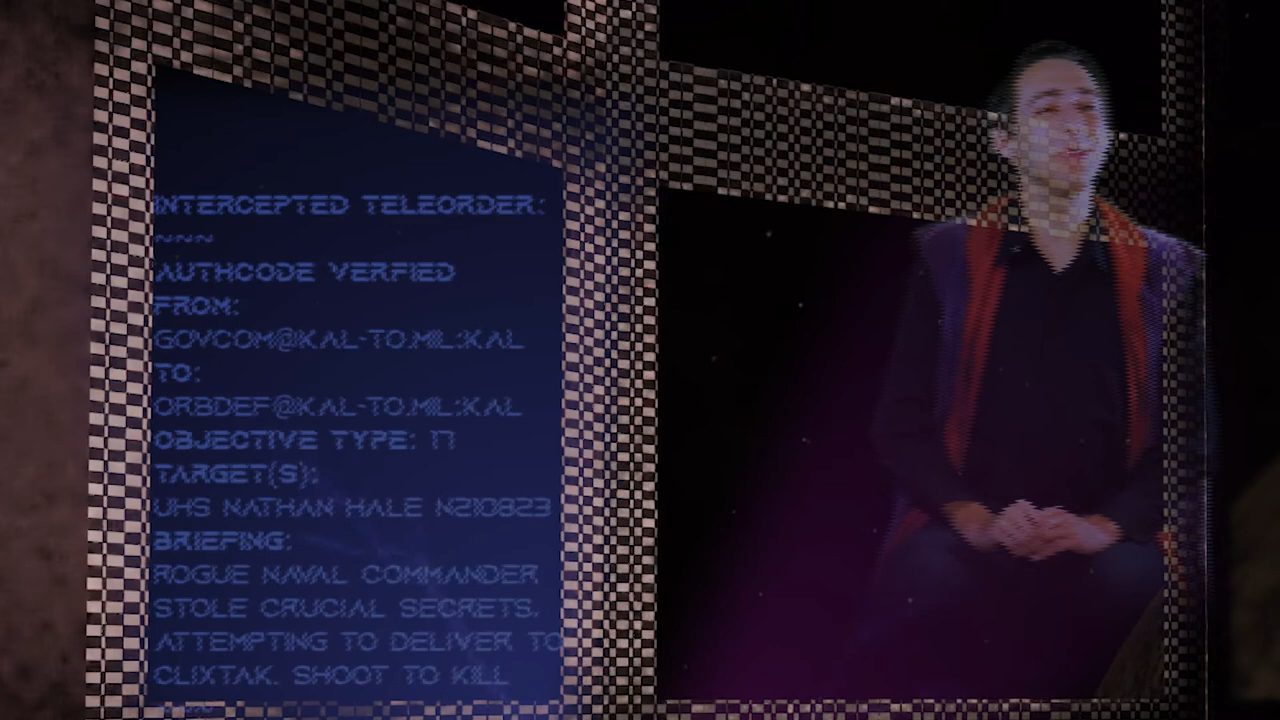 INTERCEPTED TELEORDER:
~~~
AUTHCODE VERFIED
FROM:
GOVCOM@KAL-TO.MIL:KAL
TO:
ORBDEF@KAL-TO.MIL:KAL
OBJECTIVE TYPE: 17
TARGET(S):
UHS NATHAN HALE N210823
BRIEFING:
ROGUE NAVAL COMMANDER
STOLE CRUCIAL SECRETS.
ATTEMPTING TO DELIVER TO
CLIXTAK. SHOOT TO KILL
~~~